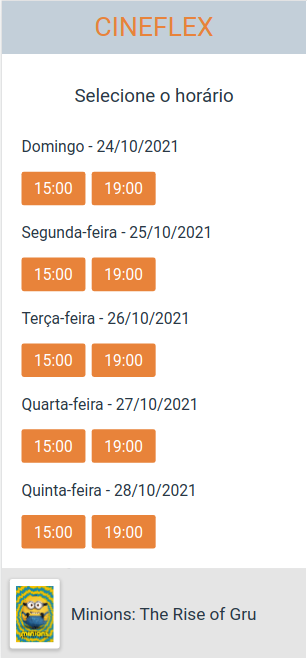 CINEFLEX
Selecione o horário
Domingo - 24/10/2021
15:00 19:00
Segunda-feira - 25/10/2021
15:00 19:00
Terça-feira - 26/10/2021
15:00 19:00
Quarta-feira - 27/10/2021
15:00 19:00
Quinta-feira - 28/10/2021
15:00 19:00
minions
Minions: The Rise of Gru